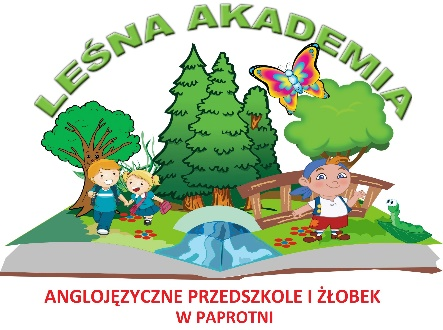 LEŚNA AKADEMIA
ANGLOJĘZYCZNE PRZEDSZKOLE I ŻŁOBEK
W PAPROTNI